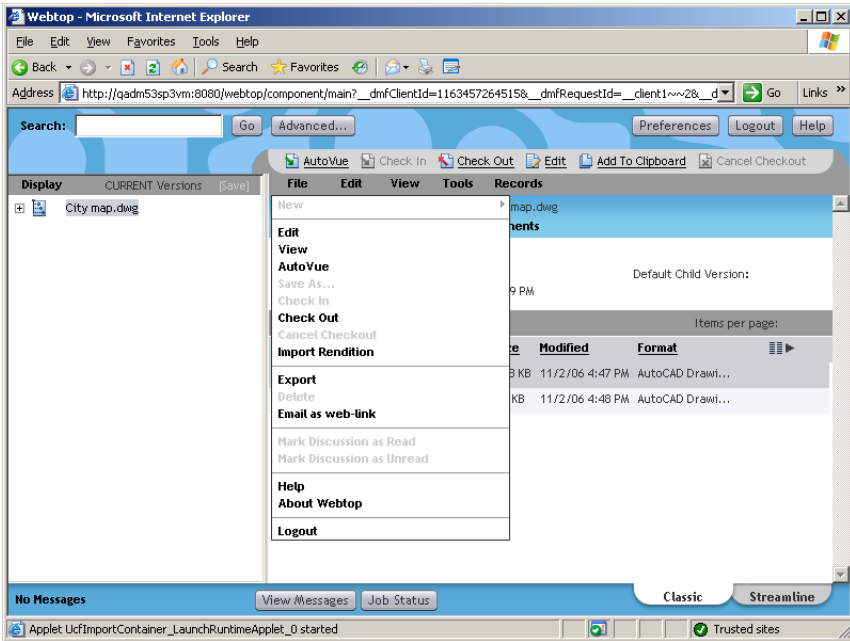 Webtop - Microsoft Internet Explorer
File Edit View Favorites Tools Help
Back Search Favorites
Address http://qadm53sp3vm:8080/webtop/component/main?__dmfClientId=1163457264515&__dmfRequestId=__client1~~2&__d Go Links »
Search: Go Advanced... Preferences Logout Help
AutoVue Check In Check Out Edit Add To Clipboard Cancel Checkout
Display CURRENT Versions [Save] File Edit View Tools Records
City map.dwg
New
map.dwg
Edit
View
AutoVue
Save As...
Check In
Check Out
Cancel Checkout
Import Rendition
Export
Delete
Email as web-link
Mark Discussion as Read
Mark Discussion as Unread
Help
About Webtop
Logout
Default Child Version:
9 PM
Items per page:
Modified Format
KB 11/2/06 4:47 PM AutoCAD Drawi...
KB 11/2/06 4:48 PM AutoCAD Drawi...
No Messages View Messages Job Status Classic Streamline
Applet UcfImportContainer_LaunchRuntimeApplet_0 started Trusted sites